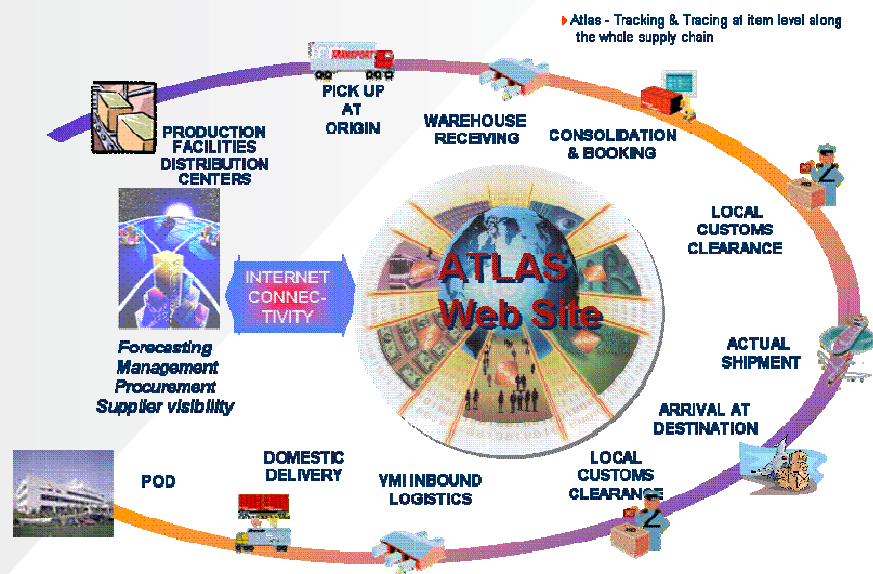 Atlas - Tracking & Tracing at item level along
the whole supply chain
TRANSPORT
PICK UP
AT
ORIGIN
PRODUCTION
FACILITIES
DISTRIBUTION
CENTERS
WAREHOUSE
RECEIVING
CONSOLIDATION
& BOOKING
LOCAL
CUSTOMS
CLEARANCE
INTERNET
CONNEC-
TIVITY
ATLAS
Web Site
Forecasting
Management
Procurement
Supplier visibility
ACTUAL
SHIPMENT
ARRIVAL AT
DESTINATION
LOCAL
CUSTOMS
CLEARANCE
VMI INBOUND
LOGISTICS
DOMESTIC
DELIVERY
POD